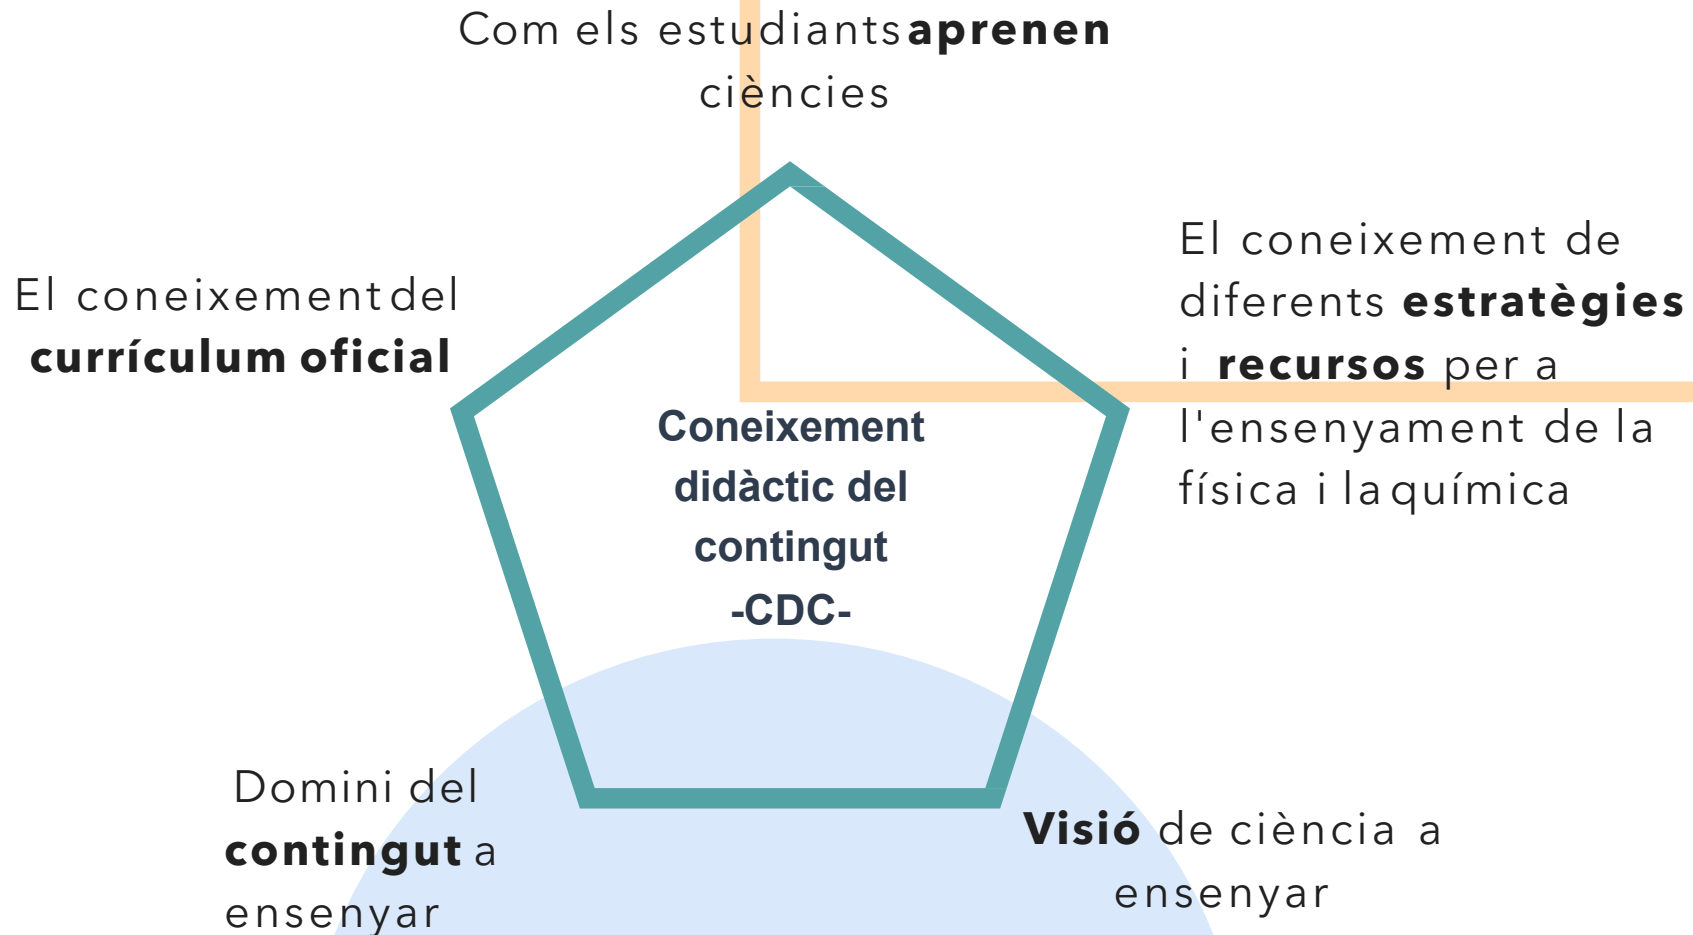 Com els estudiants aprenen
ciències
El coneixement de
diferents estratègies
i recursos per a
l'ensenyament de la
física i la química
El coneixement del
currículum oficial
Coneixement
didàctic del
contingut
-CDC-
Domini del
contingut a
ensenyar
Visió de ciència a
ensenyar